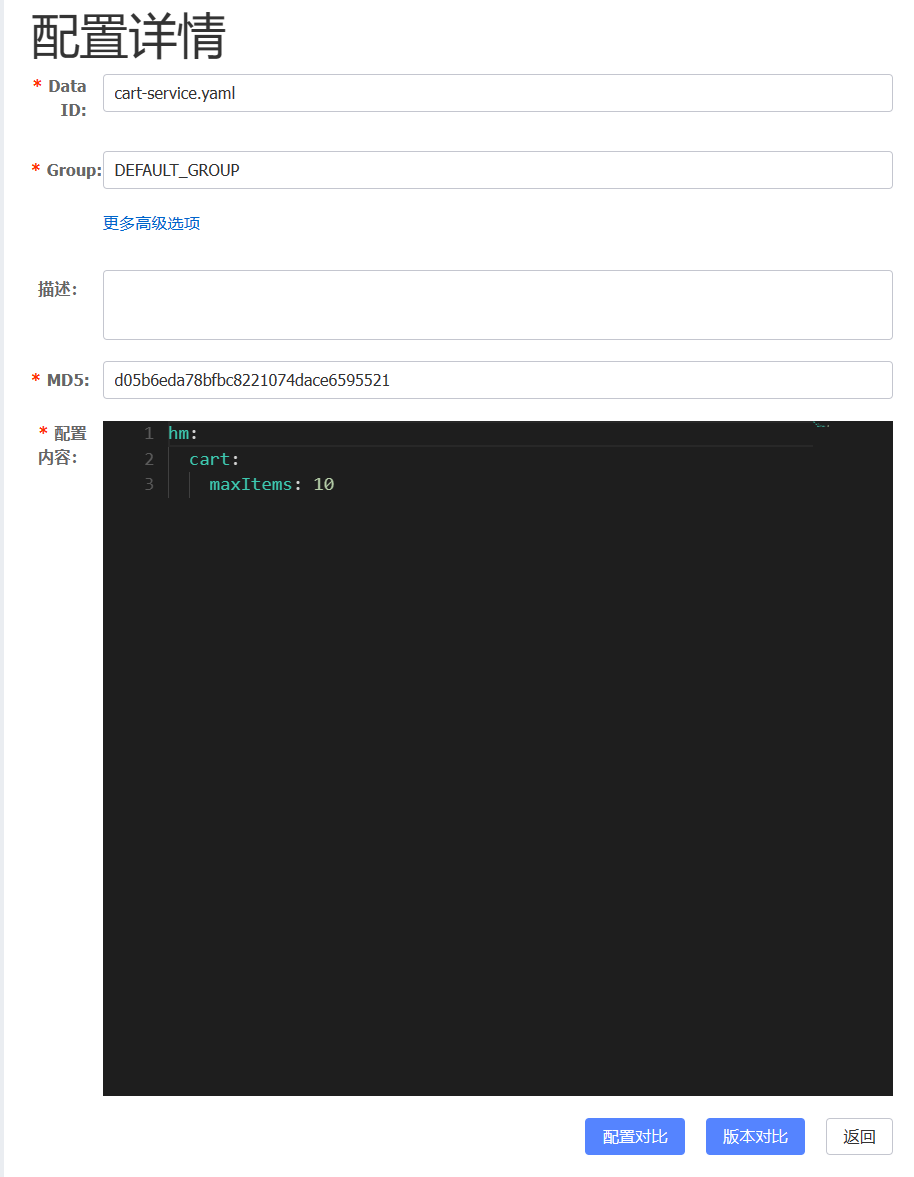 配置详情
* Data ID:
cart-service.yaml
* Group:
DEFAULT_GROUP
更多高级选项
描述:
* MD5:
d05b6eda78bfbc8221074dace6595521
* 配置内容:
1 hm:
2 cart:
3 maxItems: 10
配置对比 版本对比 返回